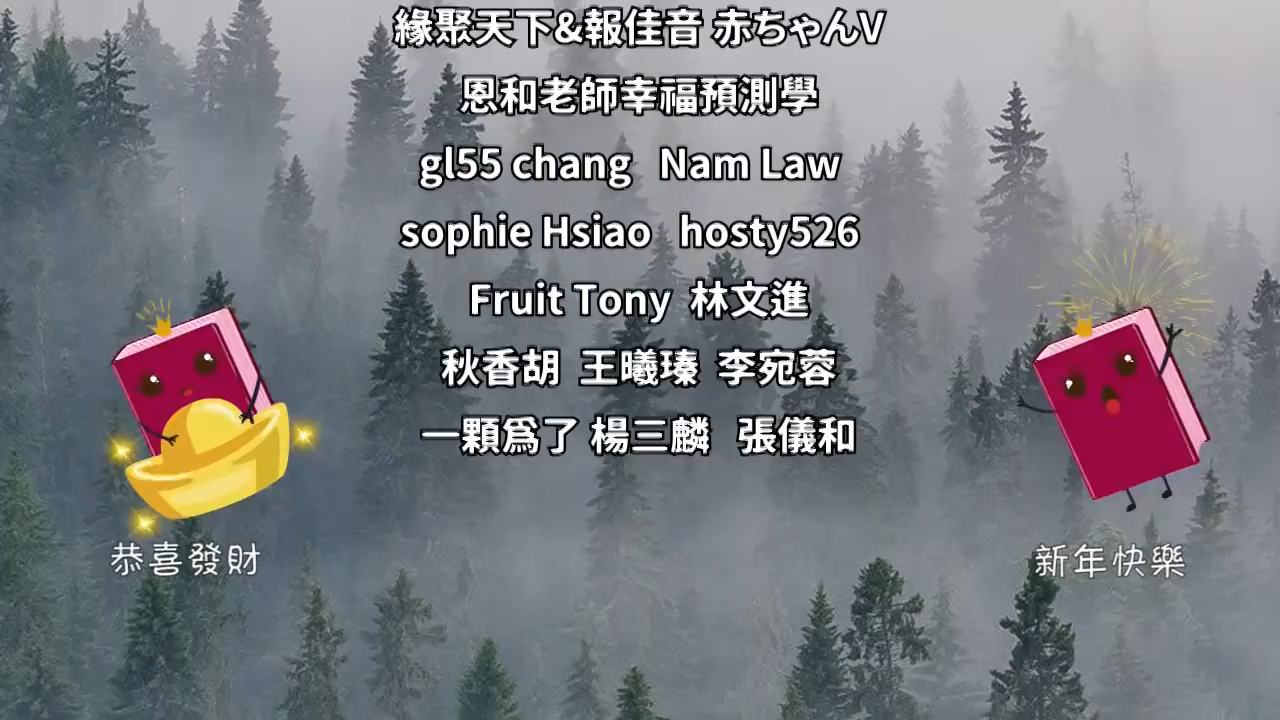 緣聚天下&報佳音 赤ちゃんV
恩和老師幸福預測學
gl55 chang Nam Law
sophie Hsiao hosty526
Fruit Tony 林文進
秋香胡 王曦瑧 李宛蓉
一顆爲了 楊三麟 張儀和
恭喜發財
新年快樂